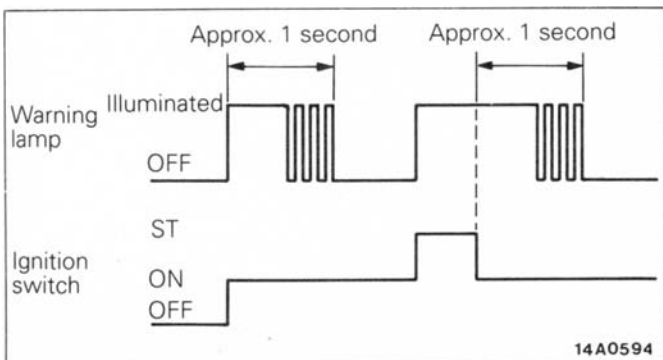 Approx. 1 second Approx. 1 second
Illuminated
Warning
lamp
OFF
ST
Ignition
switch
ON
OFF
14A0594